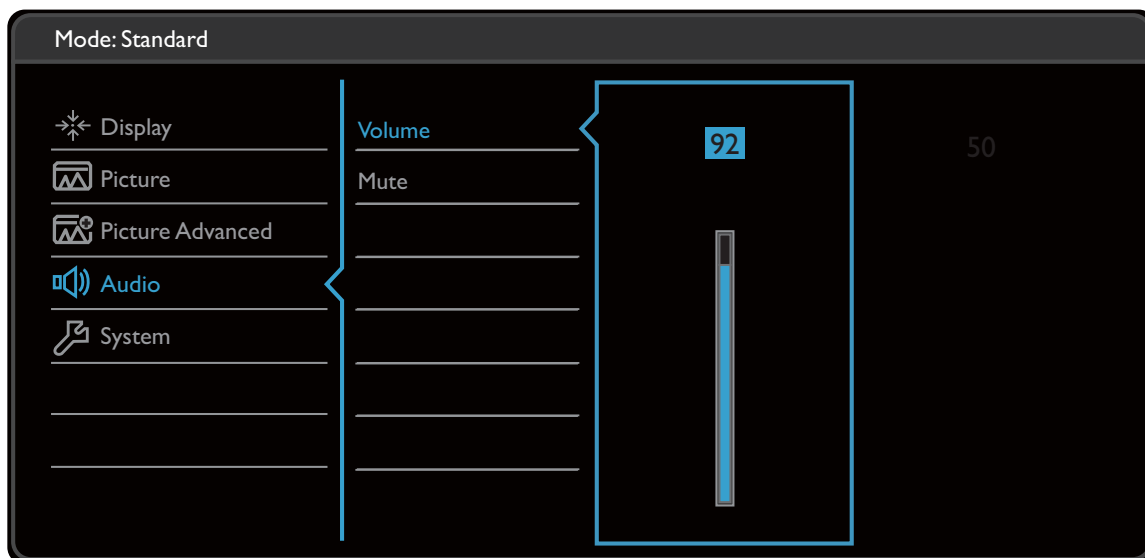 Mode: Standard
Display
Picture
Picture Advanced
Audio
System
Volume
Mute
92
50